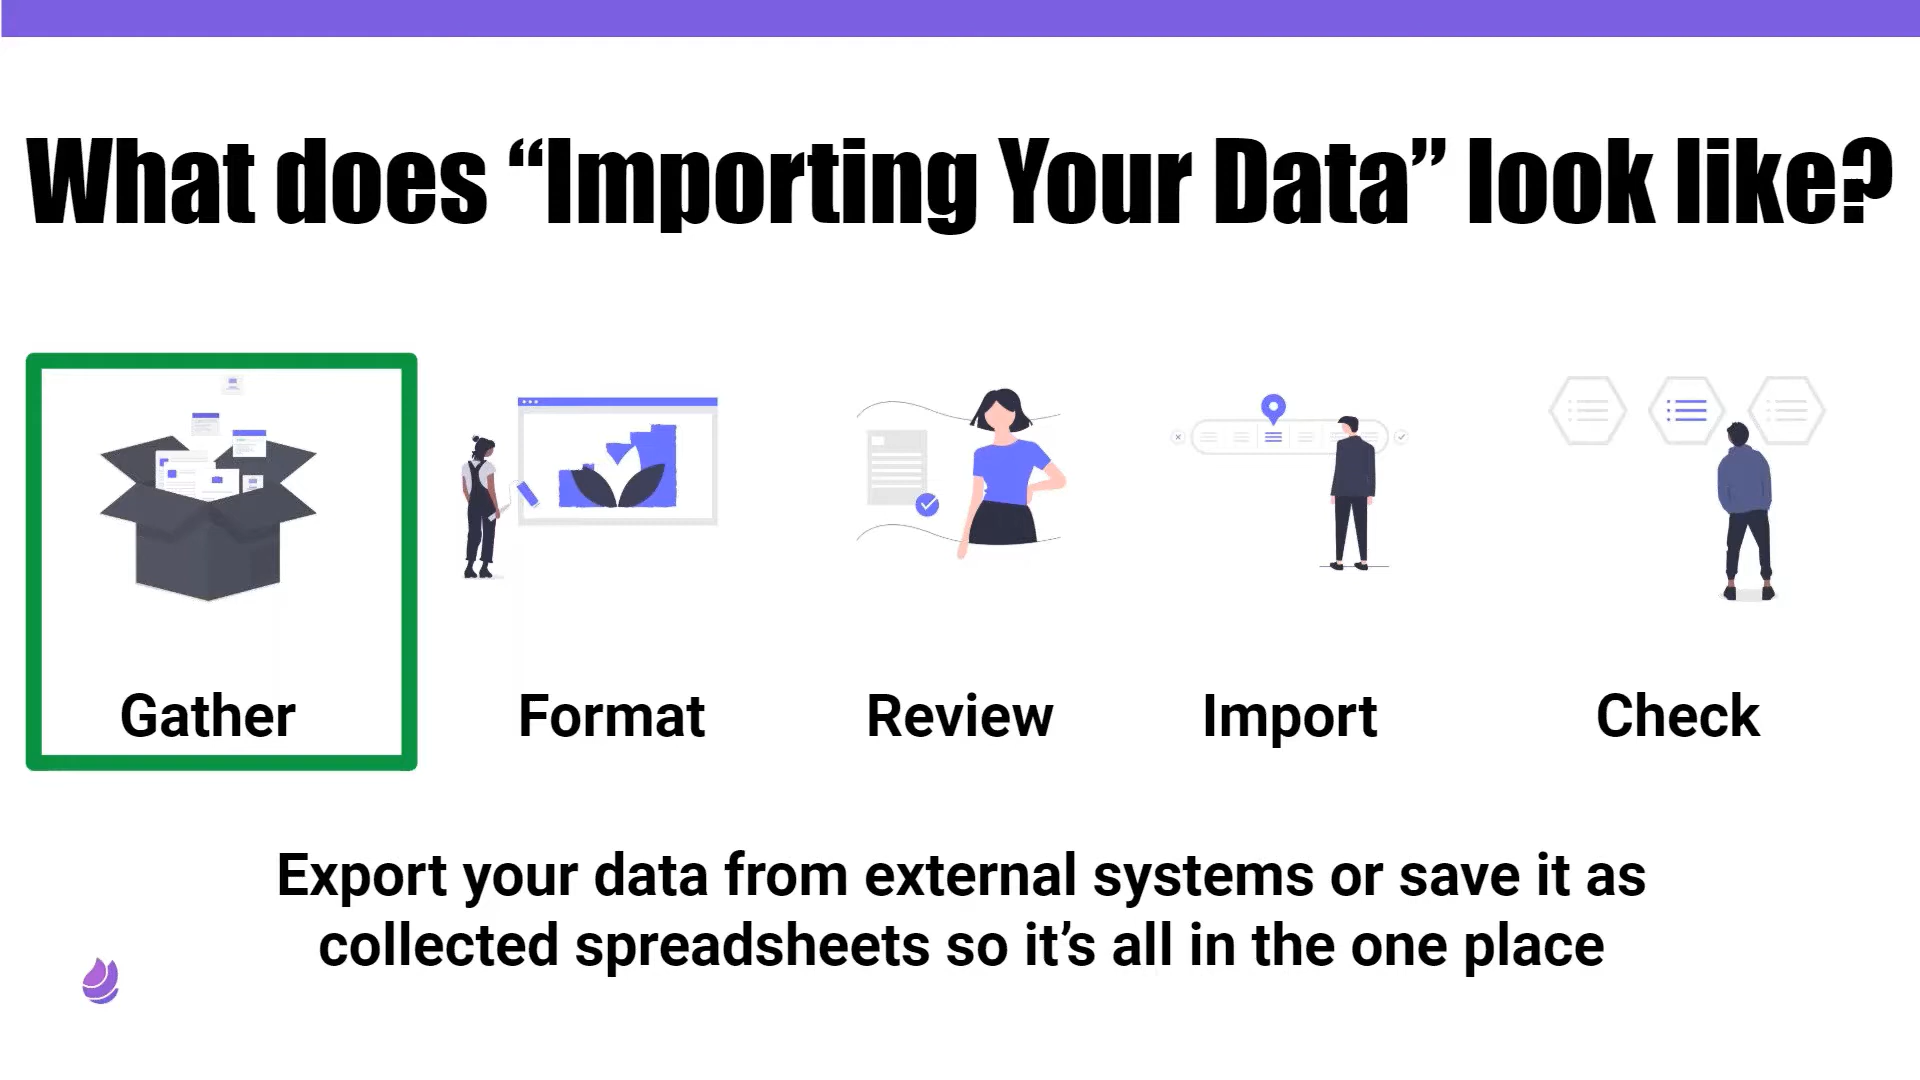 What does “Importing Your Data” look like?
Gather
Format
Review
Import
Check
Export your data from external systems or save it as
collected spreadsheets so it’s all in the one place